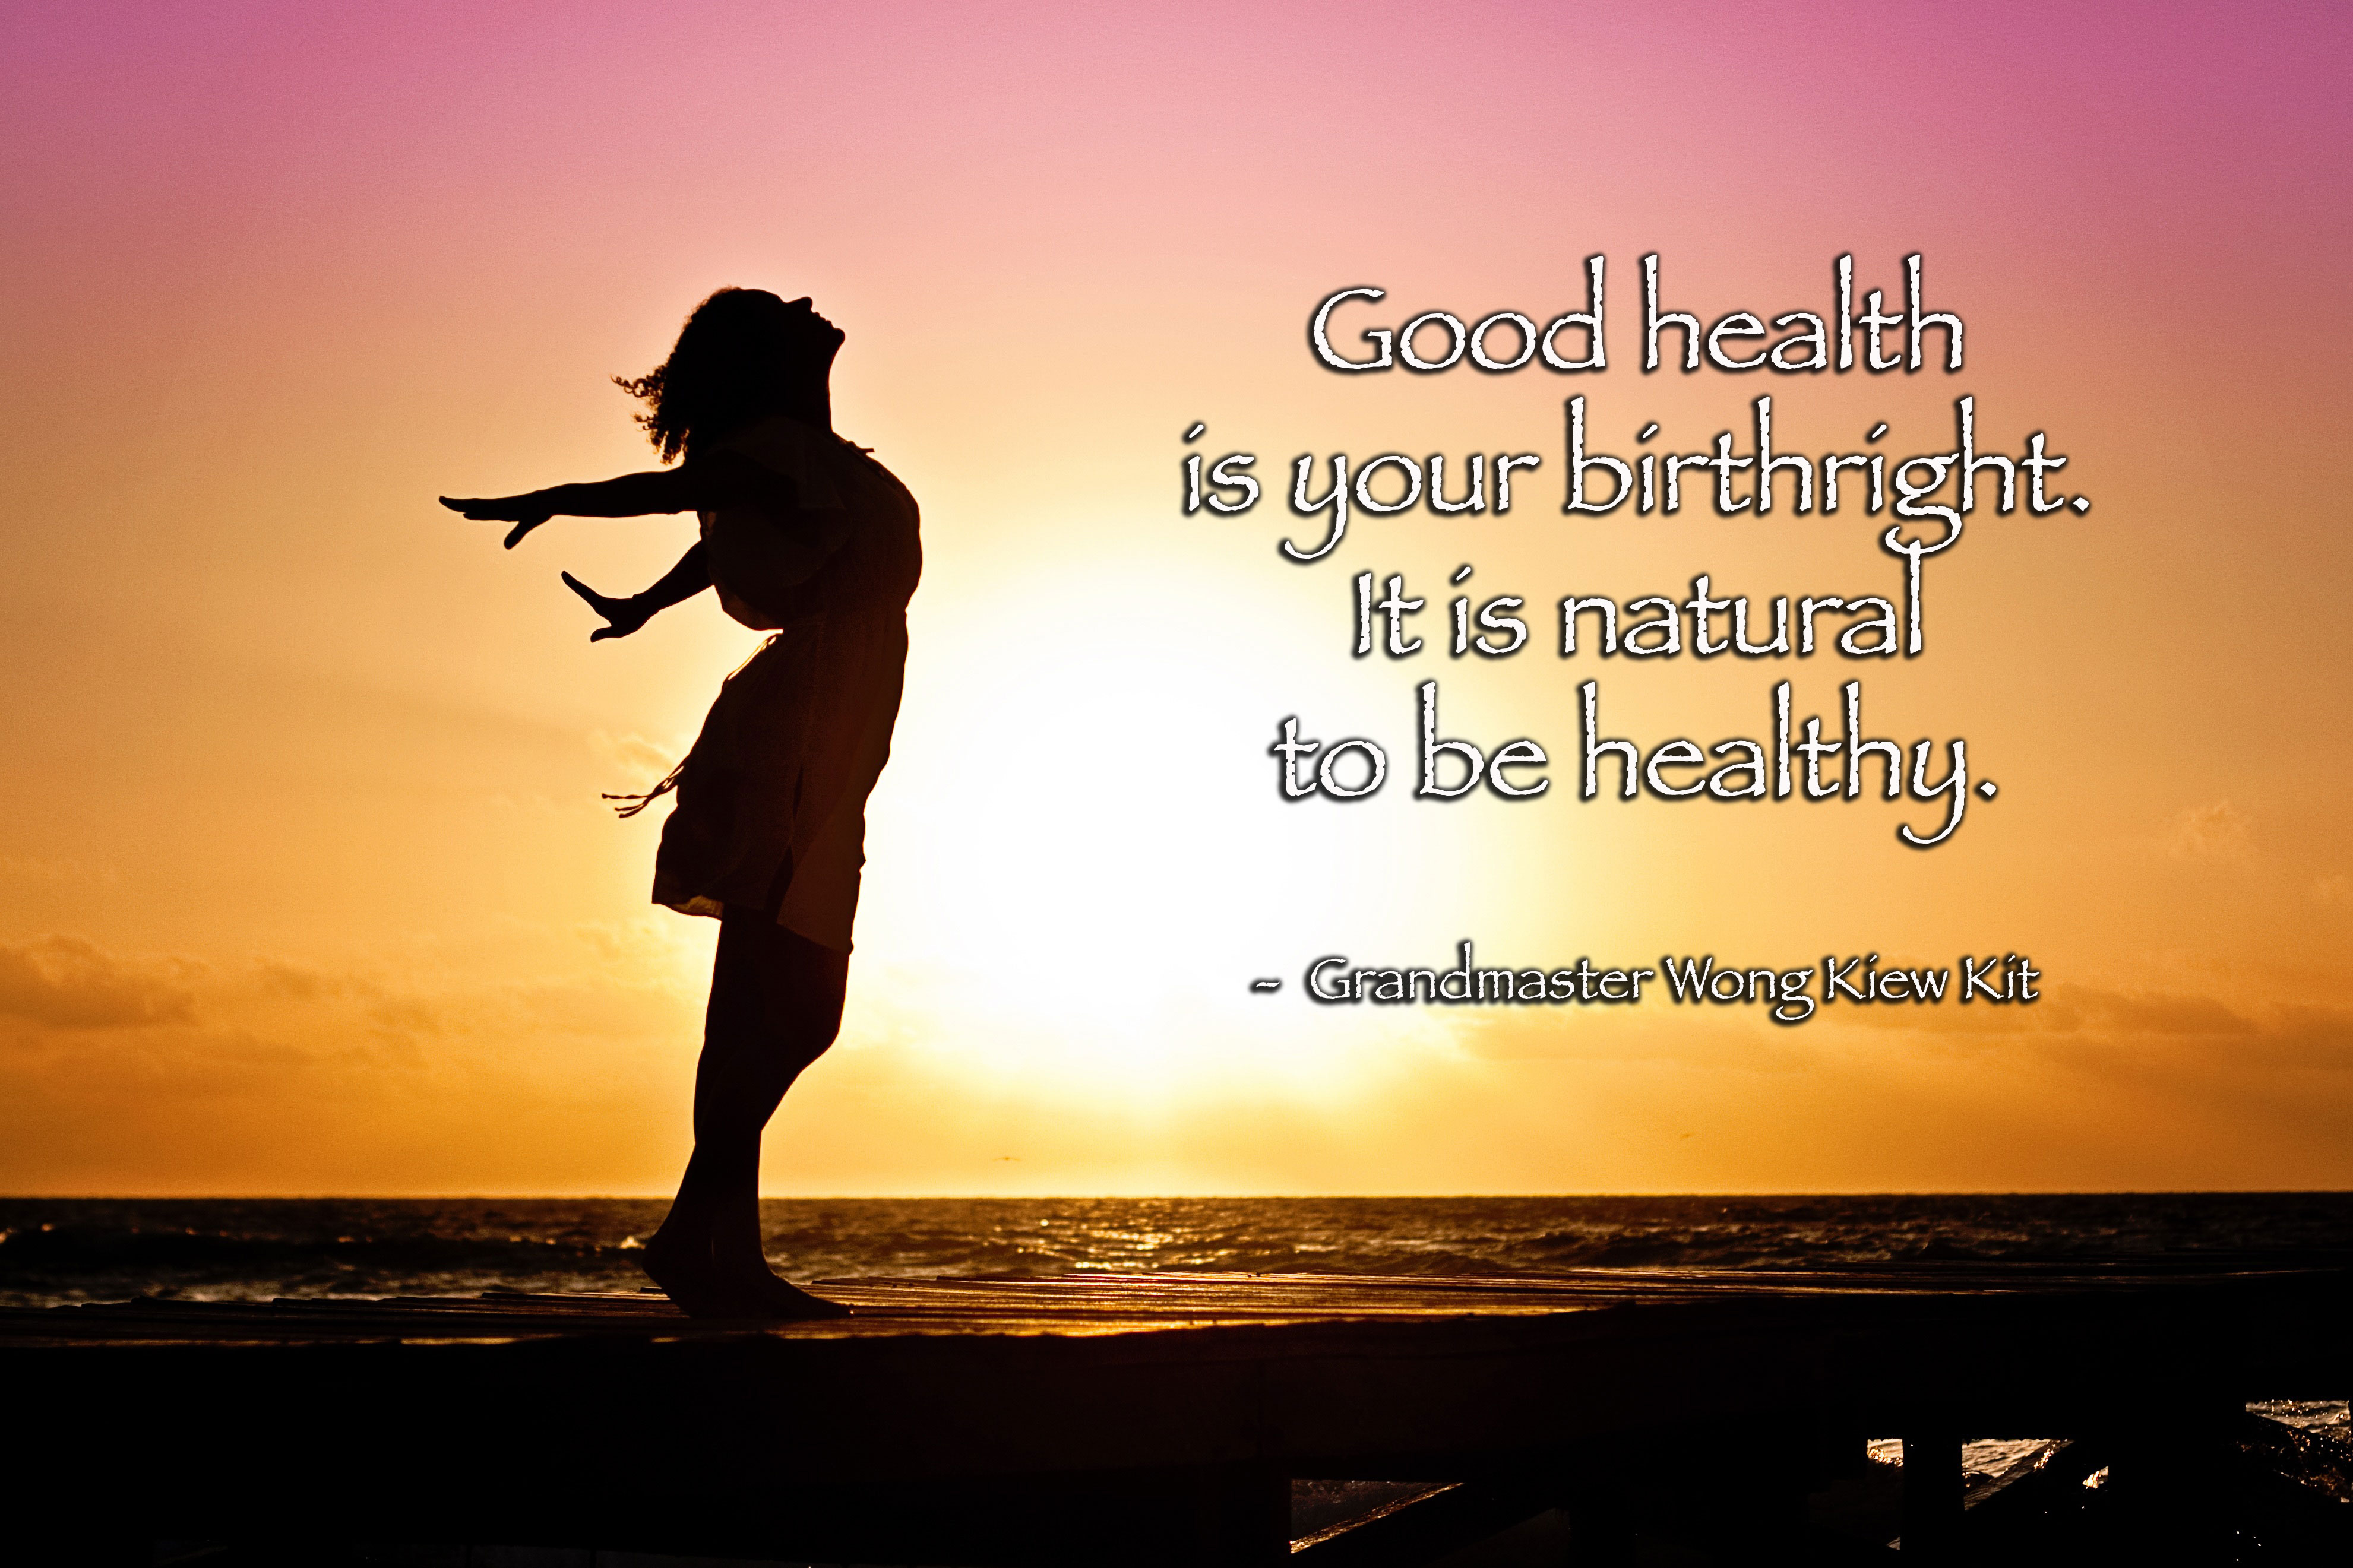 Good health
is your birthright.
It is natural
to be healthy.
- Grandmaster Wong Kiew Kit